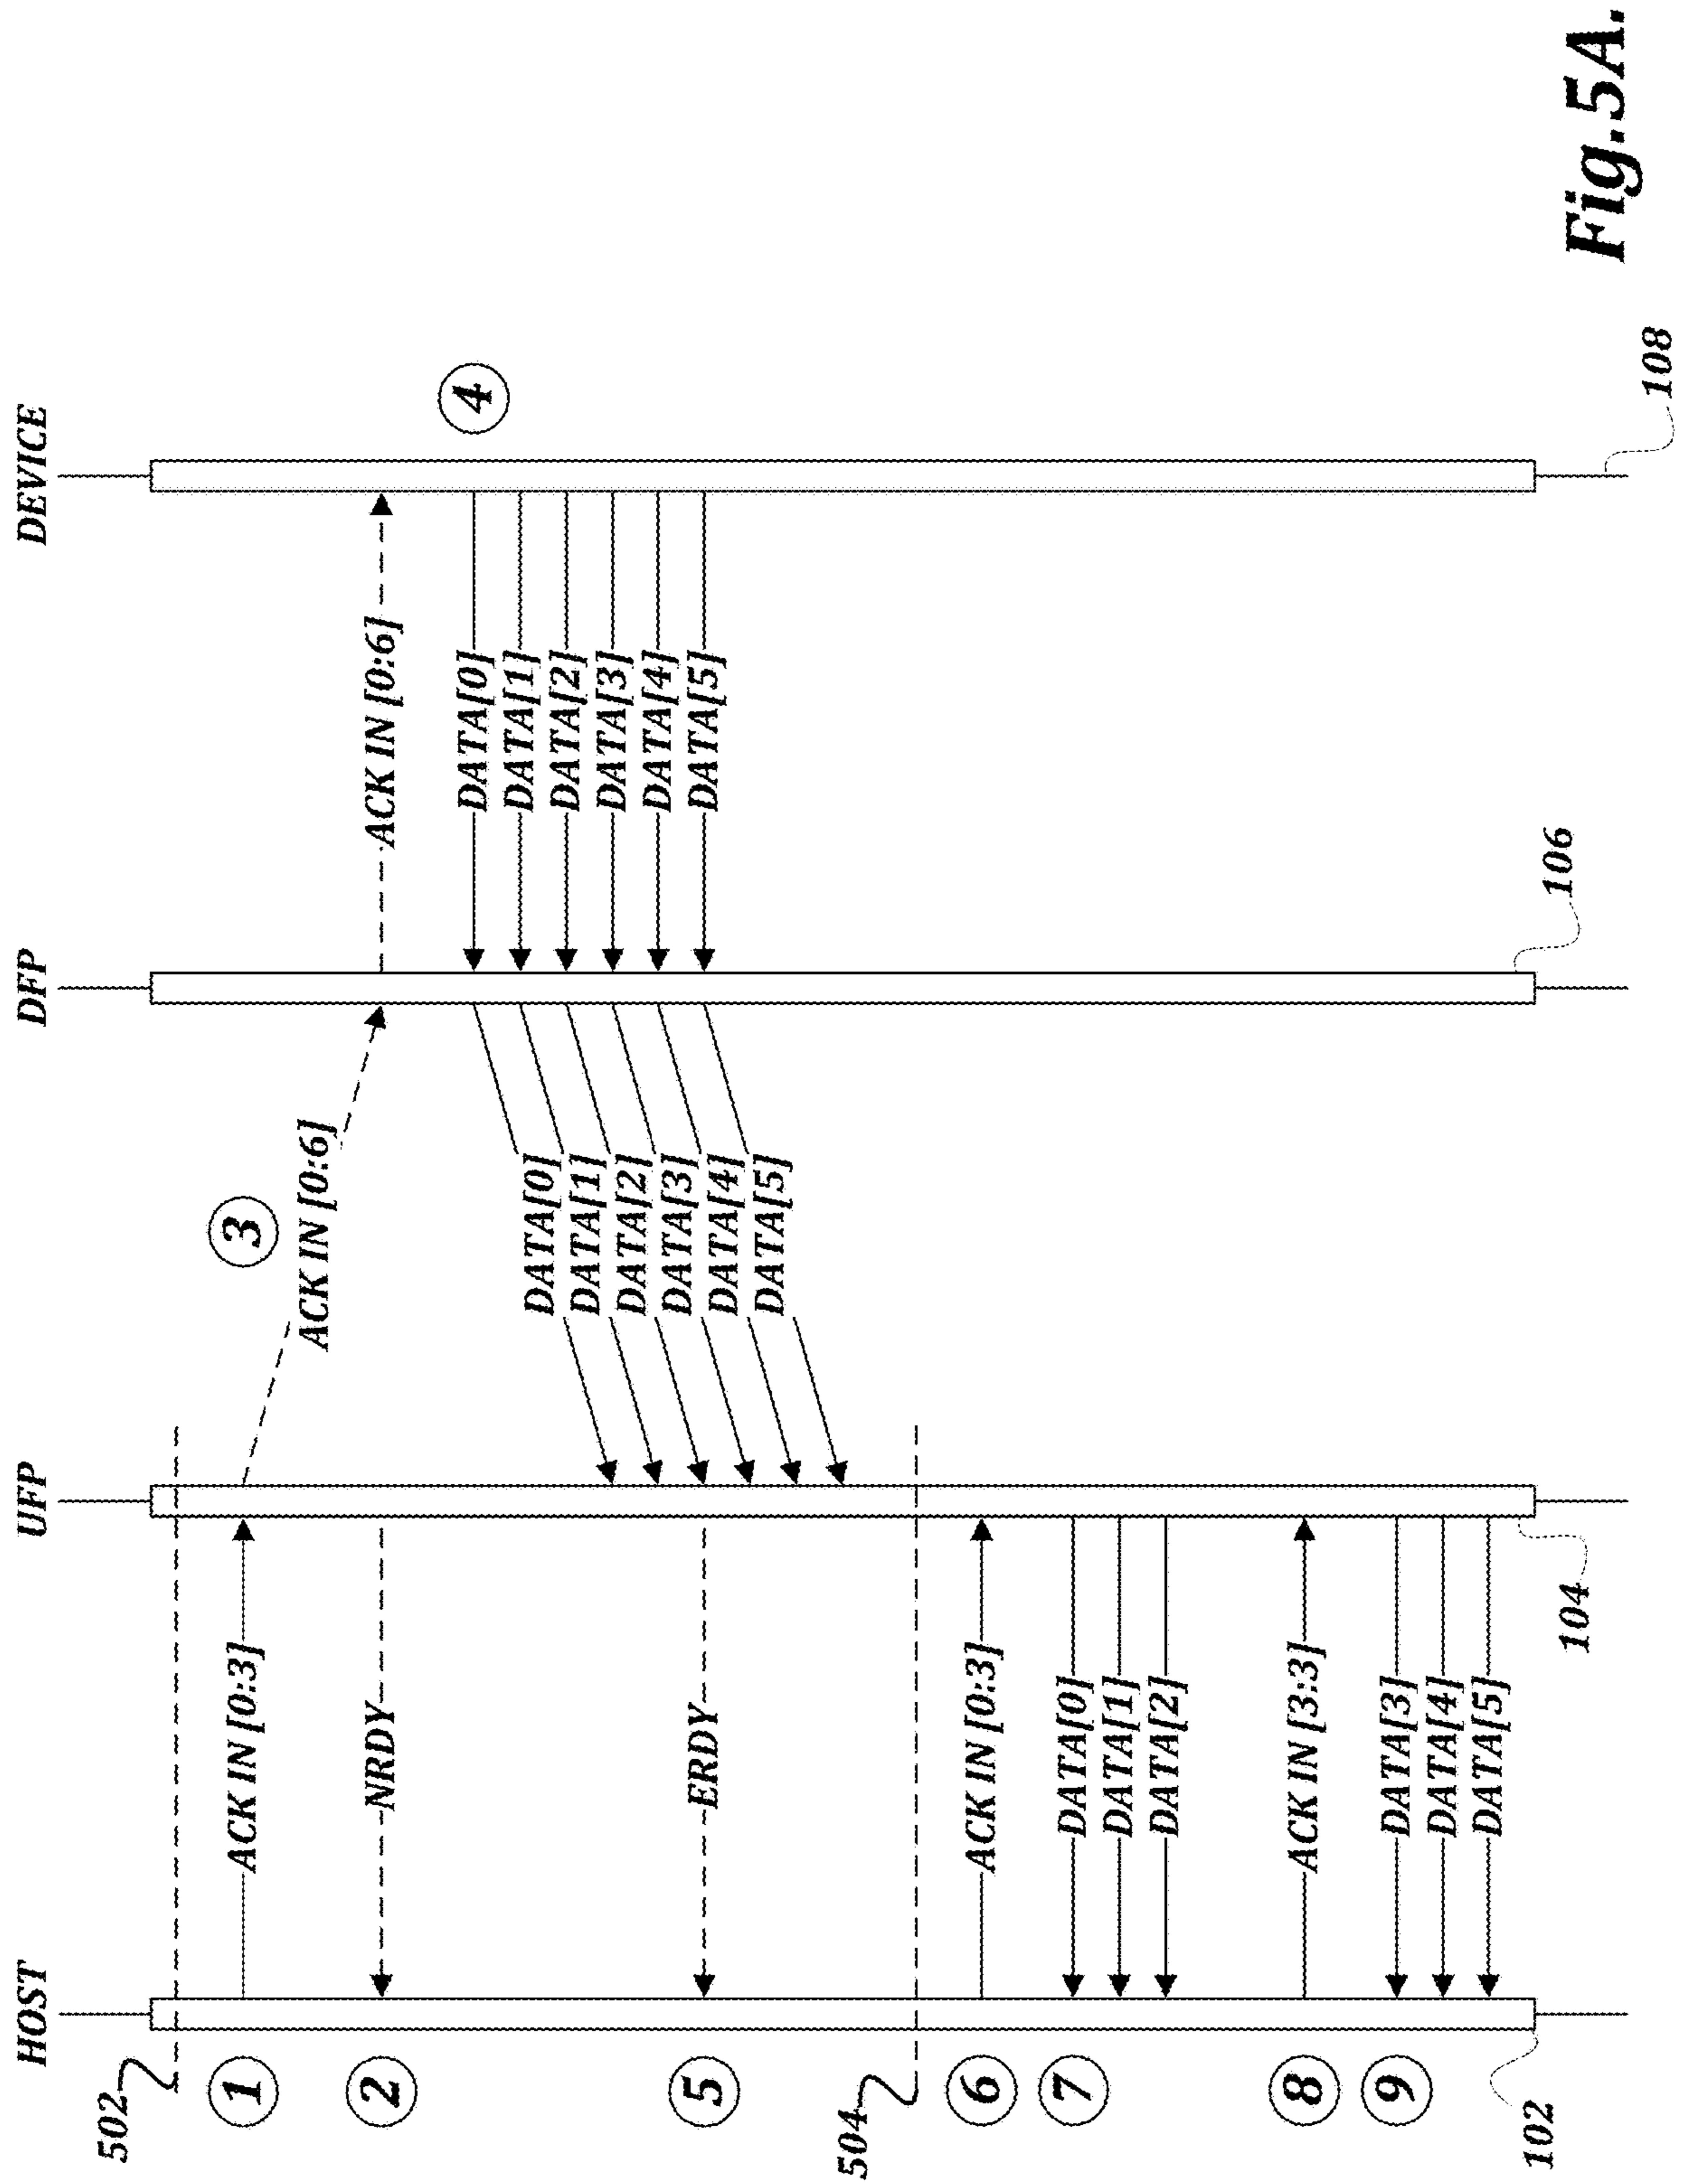 HOST
UFP
DFP
DEVICE
502
1
ACK IN [0:3]
3
ACK IN [0:6]
2
NRDY
ACK IN [0:6]
4
DATA[0]
DATA[1]
DATA[2]
DATA[3]
DATA[4]
DATA[5]
DATA[0]
DATA[1]
DATA[2]
DATA[3]
DATA[4]
DATA[5]
5
ERDY
504
6
ACK IN [0:3]
7
DATA[0]
DATA[1]
DATA[2]
8
ACK IN [3:3]
9
DATA[3]
DATA[4]
DATA[5]
102
104
106
108
Fig.5A.